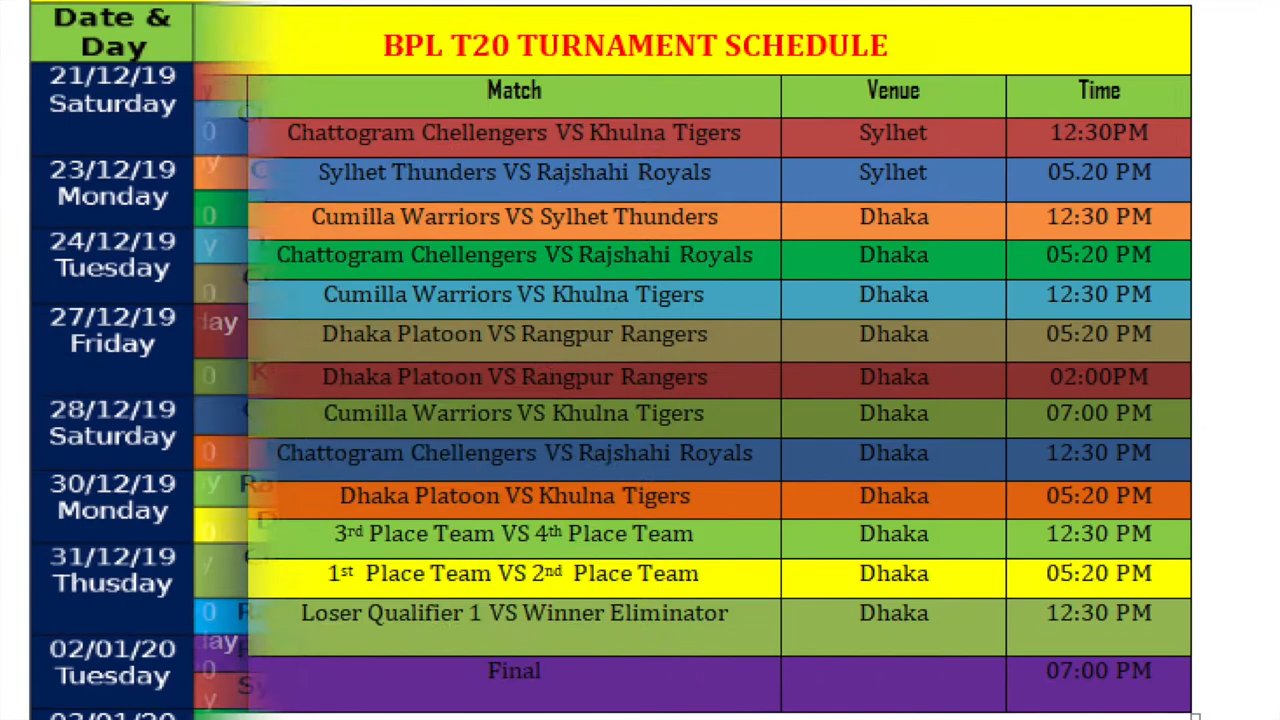 Date &
Day
BPL T20 TURNAMENT SCHEDULE
21/12/19
Saturday
Match Venue Time
Chattogram Chellengers VS Khulna Tigers Sylhet 12:30PM
23/12/19
Monday
Sylhet Thunders VS Rajshahi Royals Sylhet 05.20 PM
Cumilla Warriors VS Sylhet Thunders Dhaka 12:30 PM
24/12/19
Tuesday
Chattogram Chellengers VS Rajshahi Royals Dhaka 05:20 PM
Cumilla Warriors VS Khulna Tigers Dhaka 12:30 PM
27/12/19
Friday
Dhaka Platoon VS Rangpur Rangers Dhaka 05:20 PM
Dhaka Platoon VS Rangpur Rangers Dhaka 02:00PM
28/12/19
Saturday
Cumilla Warriors VS Khulna Tigers Dhaka 07:00 PM
Chattogram Chellengers VS Rajshahi Royals Dhaka 12:30 PM
30/12/19
Monday
Dhaka Platoon VS Khulna Tigers Dhaka 05:20 PM
3rd Place Team VS 4th Place Team Dhaka 12:30 PM
31/12/19
Thusday
1st Place Team VS 2nd Place Team Dhaka 05:20 PM
Loser Qualifier 1 VS Winner Eliminator Dhaka 12:30 PM
02/01/20
Tuesday
Final 07:00 PM